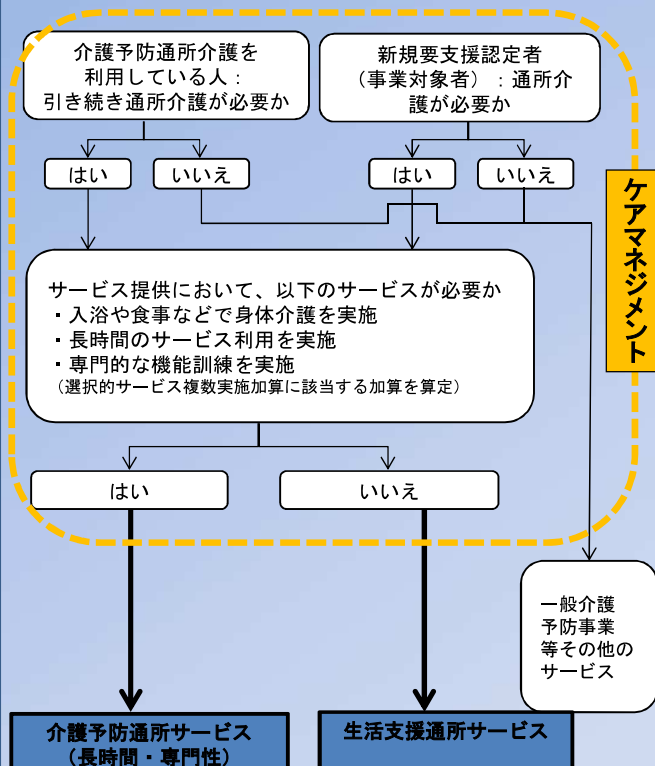 介護予防通所介護を
利用している人：
引き続き通所介護が必要か
新規要支援認定者
（事業対象者）：通所介
護が必要か
はい
いいえ
はい
いいえ
ケアマネジメント
サービス提供において、以下のサービスが必要か
・入浴や食事などで身体介護を実施
・長時間のサービス利用を実施
・専門的な機能訓練を実施
（選択的サービス複数実施加算に該当する加算を算定）
はい
いいえ
一般介護
予防事業
等その他の
サービス
介護予防通所サービス
（長時間・専門性）
生活支援通所サービス